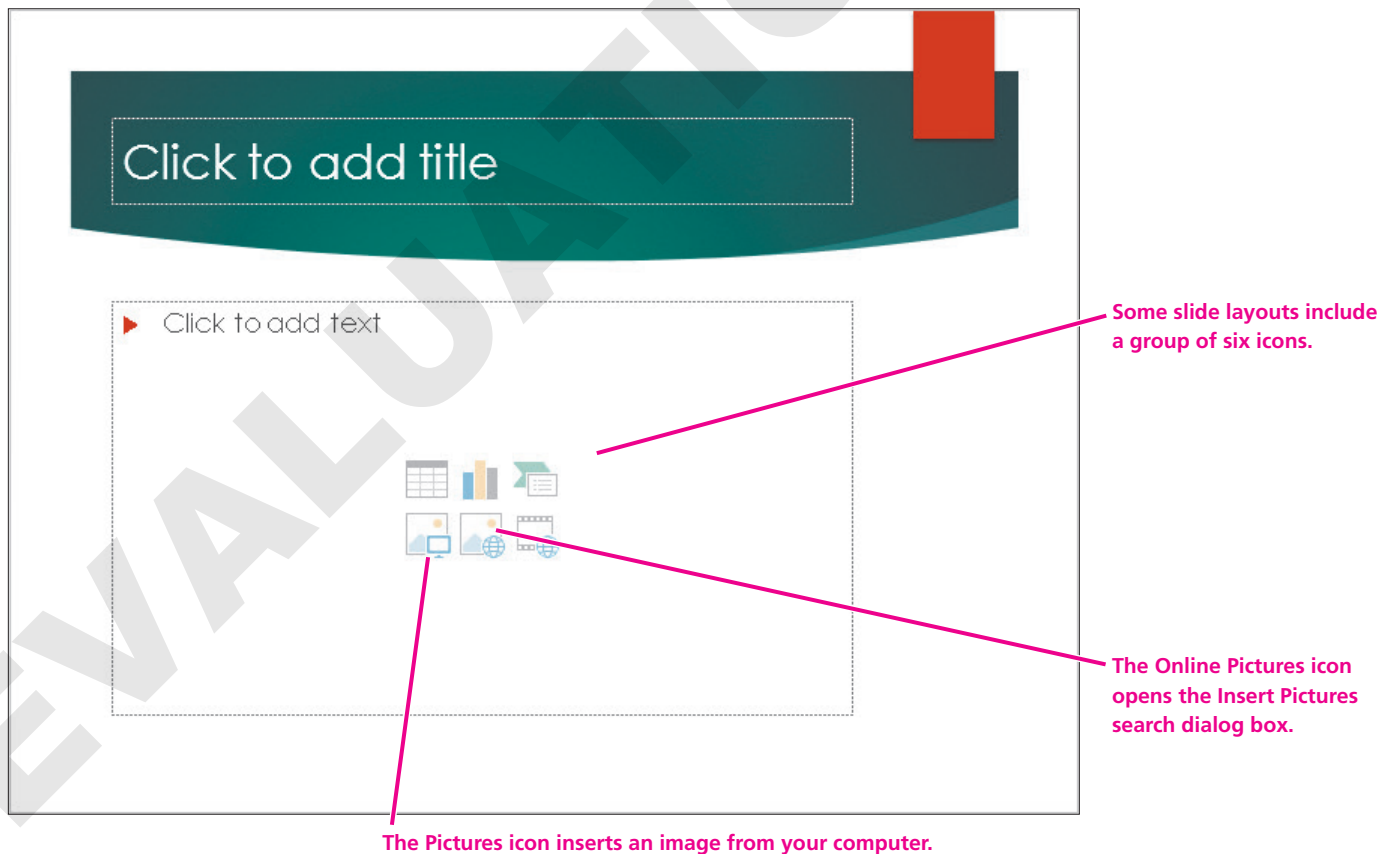 Click to add title
Click to add text
Some slide layouts include
a group of six icons.
The Online Pictures icon
opens the Insert Pictures
search dialog box.
The Pictures icon inserts an image from your computer.
EVALUATIO